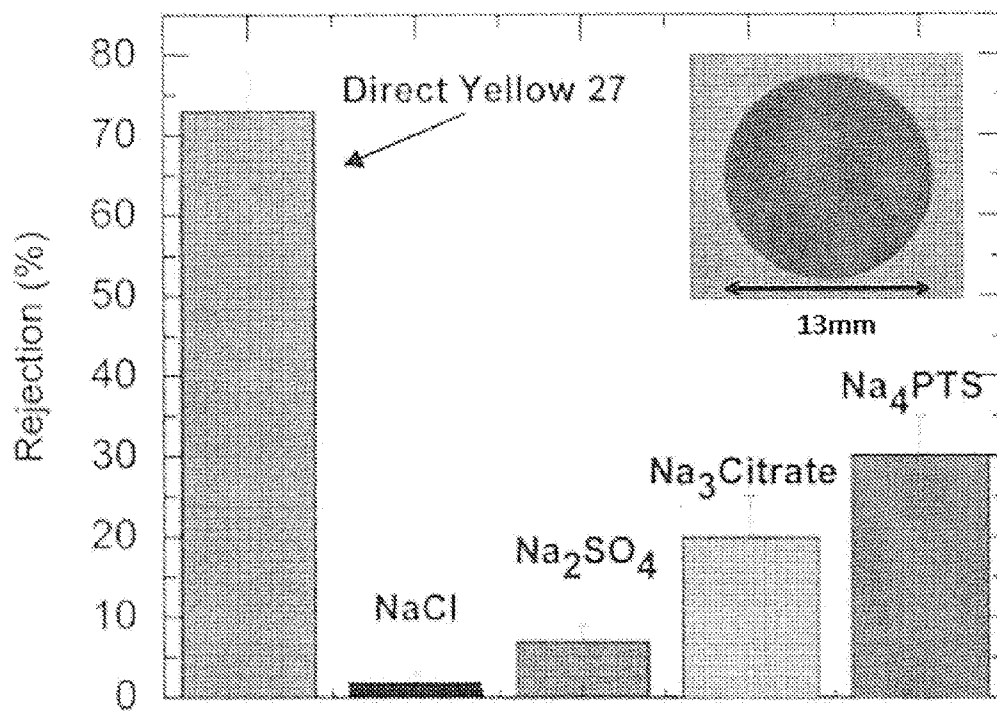 Rejection (%)
80
70
60
50
40
30
20
10
0
Direct Yellow 27
NaCl
Na₂SO₄
Na₃Citrate
Na₄PTS
13mm